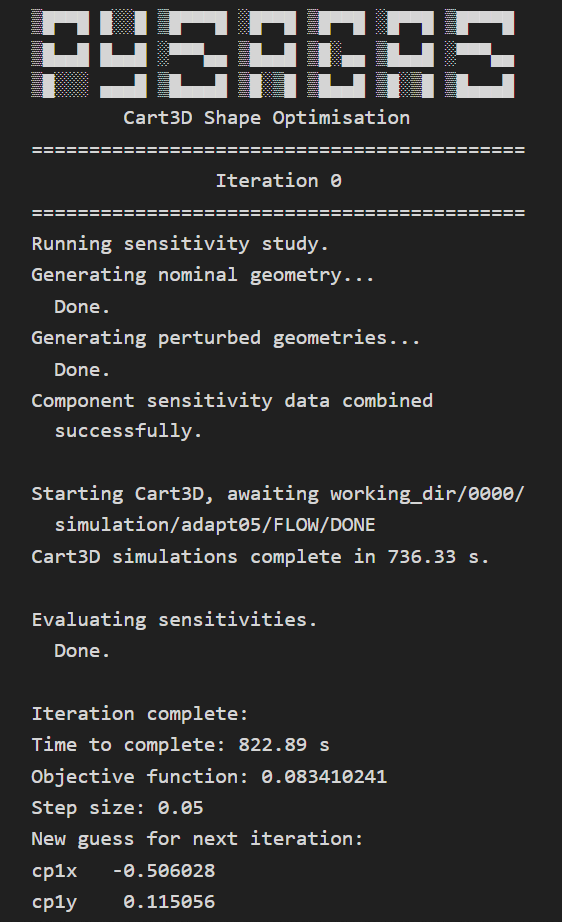 Cart3D Shape Optimisation
===========================================
Iteration 0
===========================================
Running sensitivity study.
Generating nominal geometry...
Done.
Generating perturbed geometries...
Done.
Component sensitivity data combined
successfully.
Starting Cart3D, awaiting working_dir/0000/
simulation/adapt05/FLOW/DONE
Cart3D simulations complete in 736.33 s.
Evaluating sensitivities.
Done.
Iteration complete:
Time to complete: 822.89 s
Objective function: 0.083410241
Step size: 0.05
New guess for next iteration:
cp1x -0.506028
cp1y 0.115056